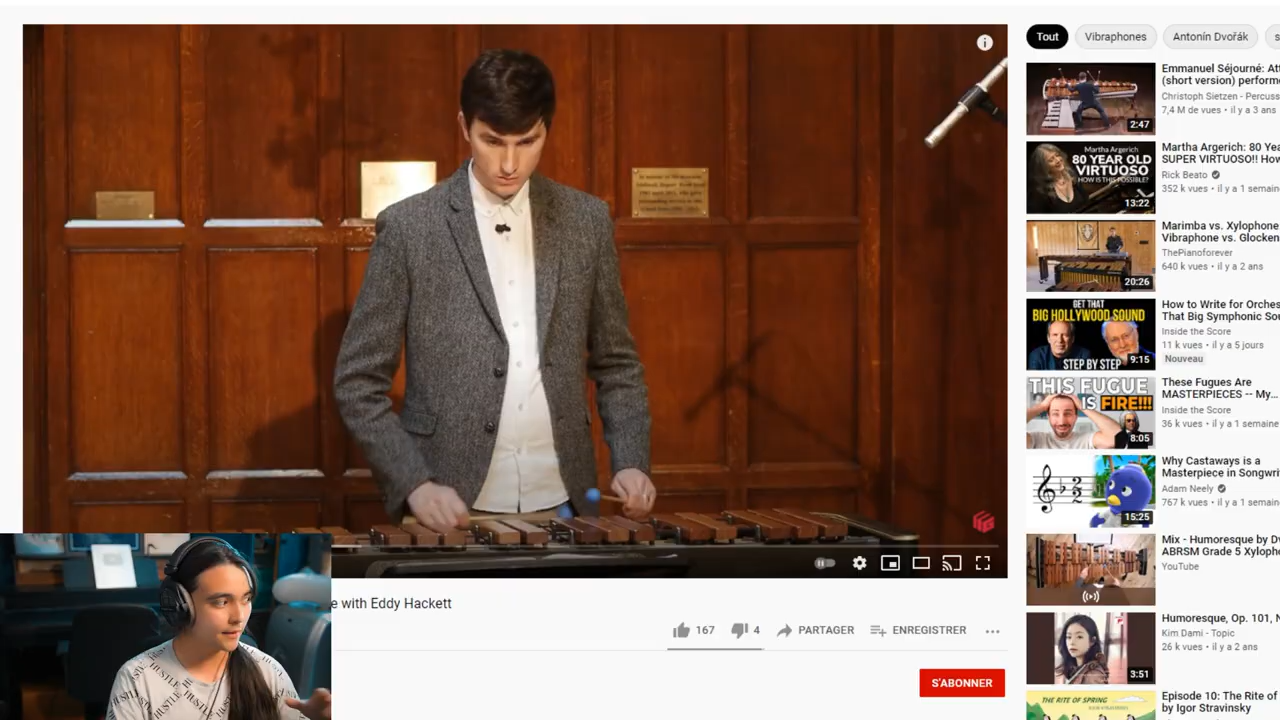 e with Eddy Hackett
167
4
PARTAGER
ENREGISTRER
S'ABONNER
Tout
Vibraphones
Antonín Dvořák
s
2:47
Emmanuel Séjourné: Att
(short version) performe
Christoph Sietzen - Percuss
7,4 M de vues • il y a 3 ans
Martha Argerich:
80 YEAR OLD
VIRTUOSO
HOW IS THIS POSSIBLE?
13:22
Martha Argerich: 80 Yea
SUPER VIRTUOSO!! How
Rick Beato
352 k vues • il y a 1 semain
20:26
Marimba vs. Xylophone
Vibraphone vs. Glocken
ThePianoforever
640 k vues • il y a 2 ans
GET THAT
BIG HOLLYWOOD SOUND
STEP BY STEP
9:15
How to Write for Orches
That Big Symphonic Sou
Inside the Score
11 k vues • il y a 5 jours
Nouveau
THIS FUGUE
IS FIRE!!!
8:05
These Fugues Are
MASTERPIECES -- My...
Inside the Score
36 k vues • il y a 1 semaine
15:25
Why Castaways is a
Masterpiece in Songwrit
Adam Neely
767 k vues • il y a 1 semain
Mix - Humoresque by Dv
ABRSM Grade 5 Xylopho
YouTube
3:51
Humoresque, Op. 101, N
Kim Dami - Topic
26 k vues • il y a 2 ans
THE RITE OF SPRING
Episode 10: The Rite of
by Igor Stravinsky
HUSTLE